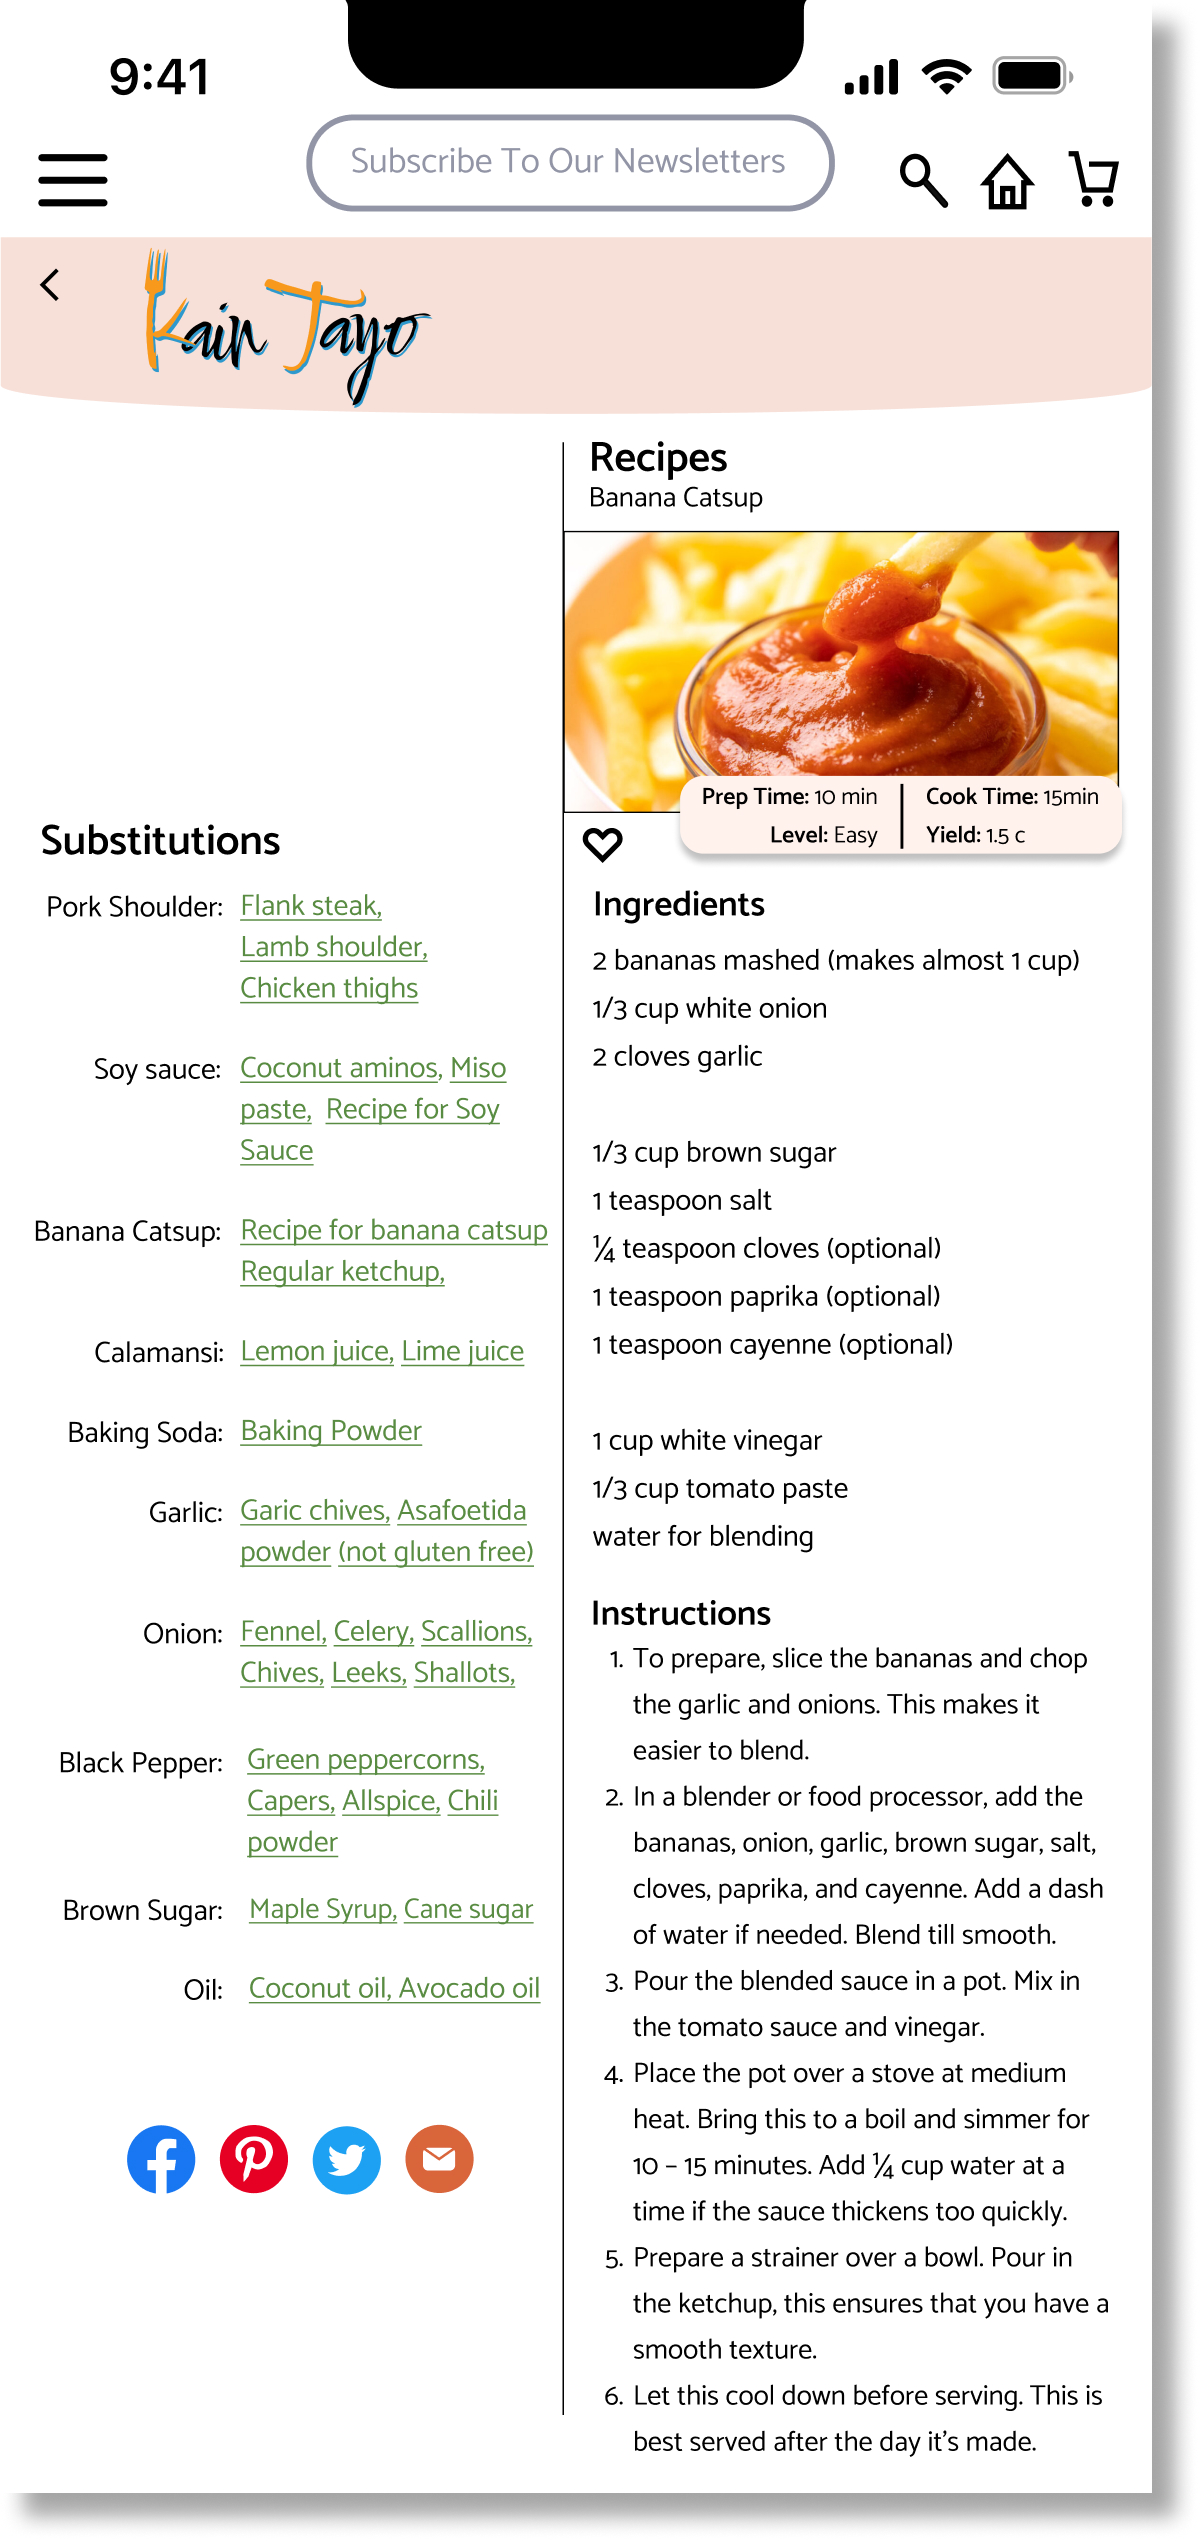 9:41
Subscribe To Our Newsletters
Kain Tayo
Substitutions
Pork Shoulder: Flank steak,
Lamb shoulder,
Chicken thighs
Soy sauce: Coconut aminos, Miso
paste, Recipe for Soy
Sauce
Banana Catsup: Recipe for banana catsup
Regular ketchup,
Calamansi: Lemon juice, Lime juice
Baking Soda: Baking Powder
Garlic: Garic chives, Asafoetida
powder (not gluten free)
Onion: Fennel, Celery, Scallions,
Chives, Leeks, Shallots,
Black Pepper: Green peppercorns,
Capers, Allspice, Chili
powder
Brown Sugar: Maple Syrup, Cane sugar
Oil: Coconut oil, Avocado oil
Recipes
Banana Catsup
Prep Time: 10 min
Level: Easy
Cook Time: 15min
Yield: 1.5 c
Ingredients
2 bananas mashed (makes almost 1 cup)
1/3 cup white onion
2 cloves garlic
1/3 cup brown sugar
1 teaspoon salt
¼ teaspoon cloves (optional)
1 teaspoon paprika (optional)
1 teaspoon cayenne (optional)
1 cup white vinegar
1/3 cup tomato paste
water for blending
Instructions
1. To prepare, slice the bananas and chop
the garlic and onions. This makes it
easier to blend.
2. In a blender or food processor, add the
bananas, onion, garlic, brown sugar, salt,
cloves, paprika, and cayenne. Add a dash
of water if needed. Blend till smooth.
3. Pour the blended sauce in a pot. Mix in
the tomato sauce and vinegar.
4. Place the pot over a stove at medium
heat. Bring this to a boil and simmer for
10 – 15 minutes. Add ¼ cup water at a
time if the sauce thickens too quickly.
5. Prepare a strainer over a bowl. Pour in
the ketchup, this ensures that you have a
smooth texture.
6. Let this cool down before serving. This is
best served after the day it's made.